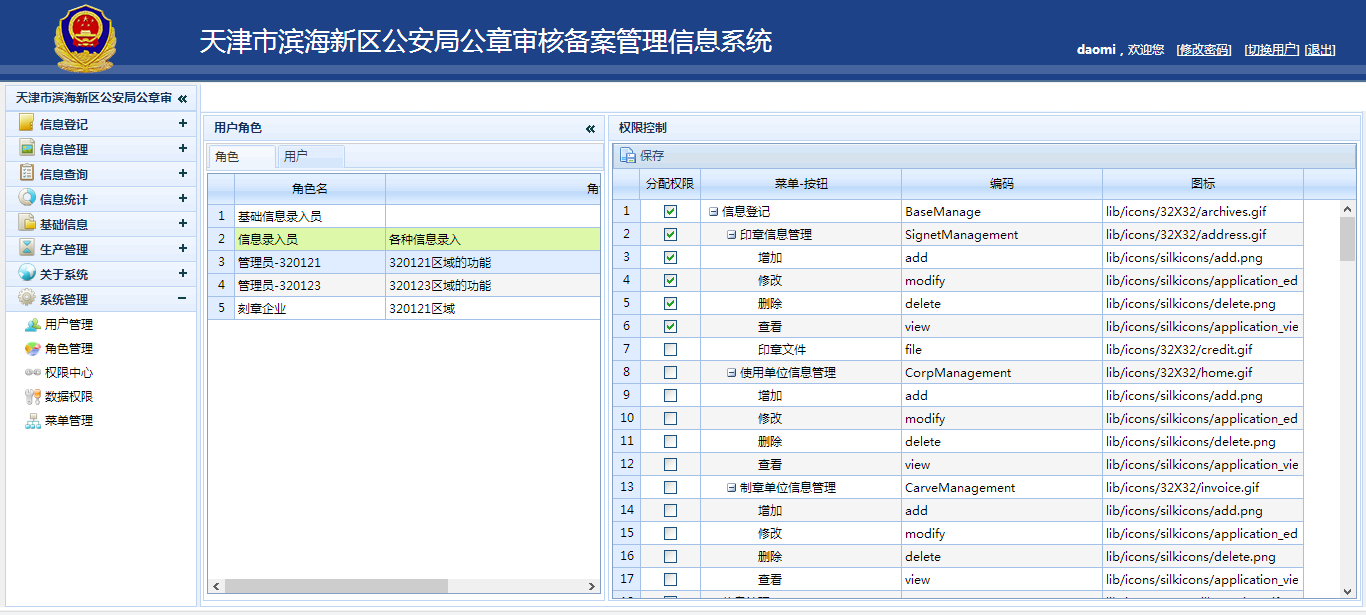 天津市滨海新区公安局公章审核备案管理信息系统
daomi，欢迎您 [修改密码] [切换用户] [退出]
天津市滨海新区公安局公章审 «
信息登记 +
信息管理 +
信息查询 +
信息统计 +
基础信息 +
生产管理 +
关于系统 +
系统管理 −
用户管理
角色管理
权限中心
数据权限
菜单管理
用户角色 «
角色 用户
角色名 角
1 基础信息录入员
2 信息录入员 各种信息录入
3 管理员-320121 320121区域的功能
4 管理员-320123 320123区域的功能
5 刻章企业 320121区域
权限控制
保存
分配权限 菜单-按钮 编码 图标
1 信息登记 BaseManage lib/icons/32X32/archives.gif
2 印章信息管理 SignetManagement lib/icons/32X32/address.gif
3 增加 add lib/icons/silkicons/add.png
4 修改 modify lib/icons/silkicons/application_ed
5 删除 delete lib/icons/silkicons/delete.png
6 查看 view lib/icons/silkicons/application_vie
7 印章文件 file lib/icons/32X32/credit.gif
8 使用单位信息管理 CorpManagement lib/icons/32X32/home.gif
9 增加 add lib/icons/silkicons/add.png
10 修改 modify lib/icons/silkicons/application_ed
11 删除 delete lib/icons/silkicons/delete.png
12 查看 view lib/icons/silkicons/application_vie
13 制章单位信息管理 CarveManagement lib/icons/32X32/invoice.gif
14 增加 add lib/icons/silkicons/add.png
15 修改 modify lib/icons/silkicons/application_ed
16 删除 delete lib/icons/silkicons/delete.png
17 查看 view lib/icons/silkicons/application_vie